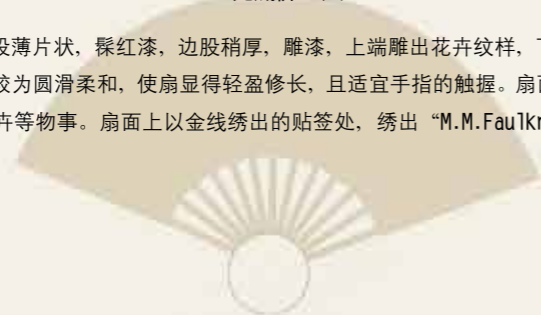 股薄片状，髹红漆，边股稍厚，雕漆，上端雕出花卉纹样，
较为圆滑柔和，使扇显得轻盈修长，且适宜手指的触握。扇面
卉等物事。扇面上以金线绣出的贴签处，绣出“M.M.Faulkn